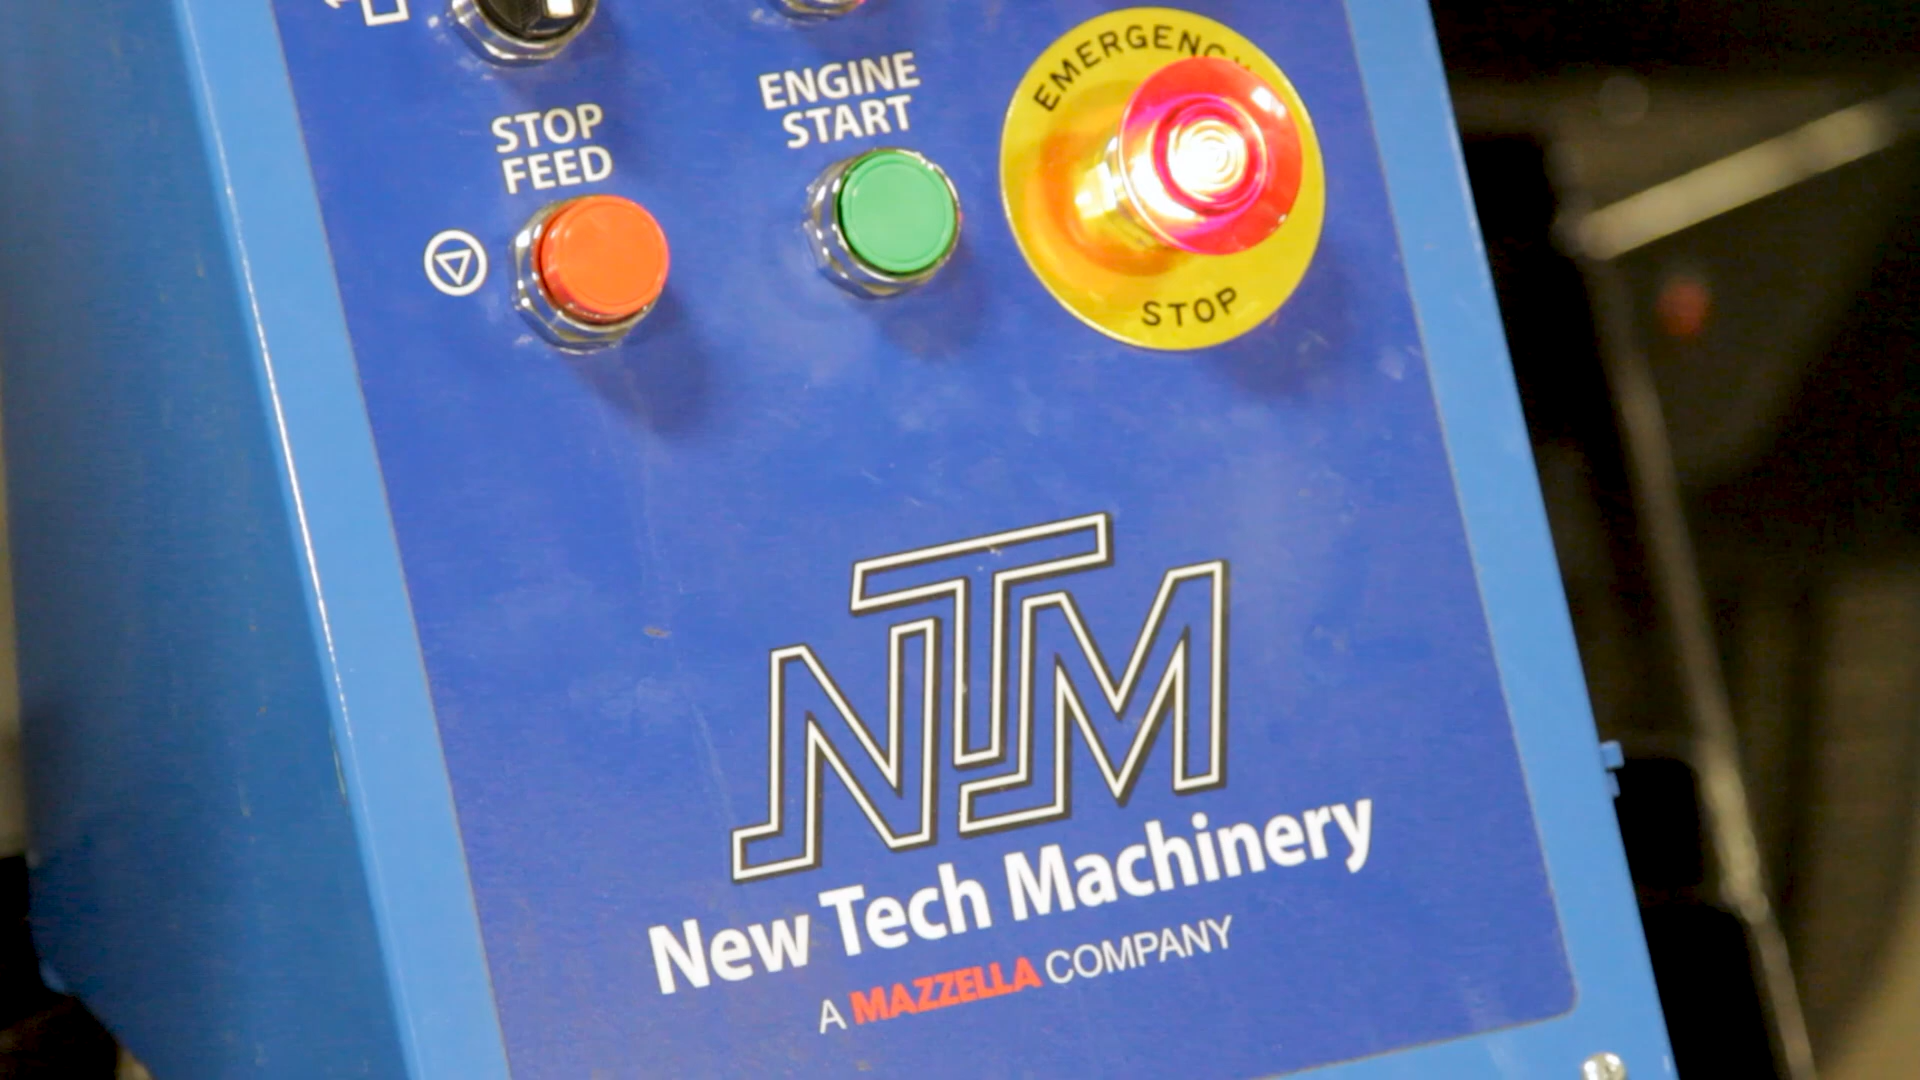 STOP
FEED
ENGINE
START
EMERGENCY
STOP
NTM
New Tech Machinery
A MAZZELLA COMPANY